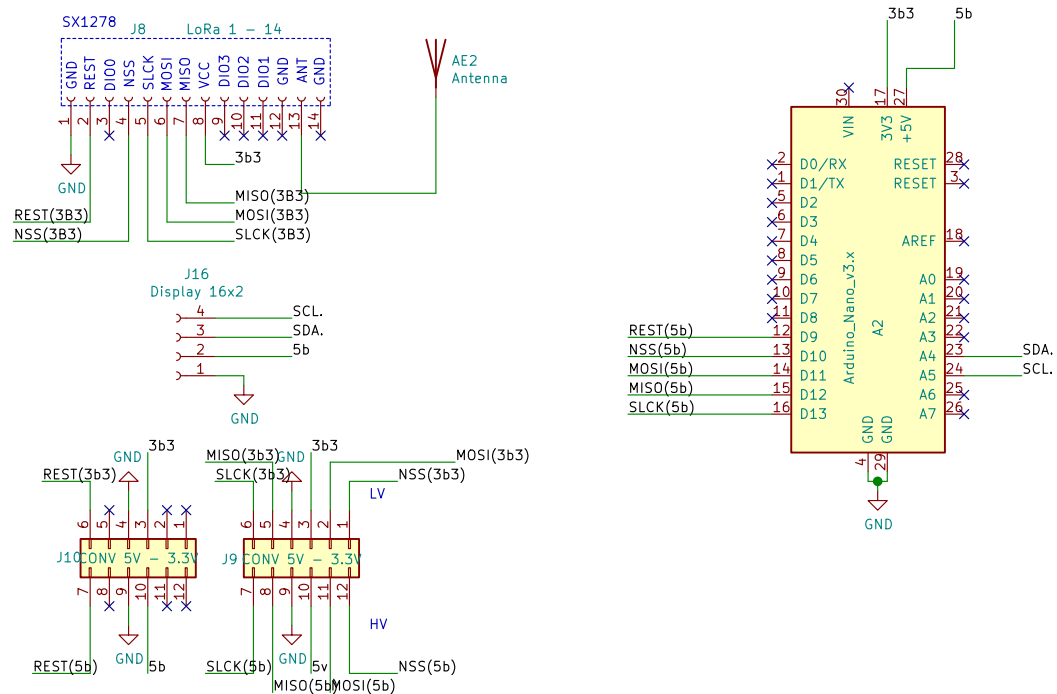 SX1278
J8 LoRa 1 - 14
GND REST DIO0 NSS SLCK MOSI MISO VCC DIO3 DIO2 DIO1 GND ANT GND
1 2 3 4 5 6 7 8 9 10 11 12 13 14
AE2
Antenna
GND
3b3
MISO(3B3)
REST(3B3) MOSI(3B3)
NSS(3B3) SLCK(3B3)
J16
Display 16x2
4 SCL.
3 SDA.
2 5b
1
GND
3b3 5b
30 17 27
VIN 3V3 +5V
2 D0/RX RESET 28
1 D1/TX RESET 3
5 D2
6 D3
7 D4 AREF 18
8 D5
9 D6 A0 19
10 D7 A1 20
11 D8 A2 21
REST(5b) 12 D9 A3 22
NSS(5b) 13 D10 A4 23 SDA.
MOSI(5b) 14 D11 A5 24 SCL.
MISO(5b) 15 D12 A6 25
SLCK(5b) 16 D13 A7 26
Arduino_Nano_v3.x
A2
GND GND
4 29
GND
GND 3b3
REST(3b3)
6 5 4 3 2 1
J10 CONV 5V - 3.3V
7 8 9 10 11 12
GND
REST(5b) 5b
3b3
MISO(3b3) GND MOSI(3b3)
SLCK(3b3) NSS(3b3)
LV
6 5 4 3 2 1
J9 CONV 5V - 3.3V
7 8 9 10 11 12
HV
GND
SLCK(5b) 5v NSS(5b)
MISO(5b) MOSI(5b)